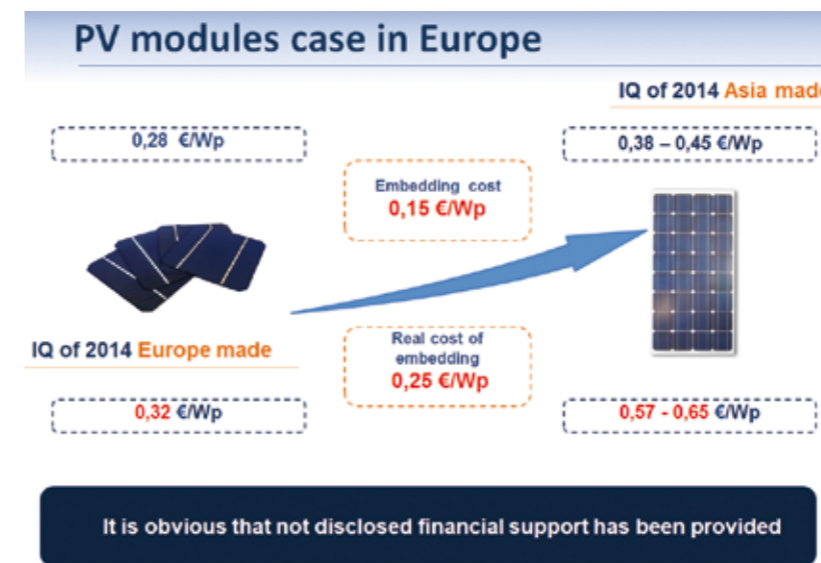 PV modules case in Europe
IQ of 2014 Asia made
0,28 €/Wp
0,38 – 0,45 €/Wp
Embedding cost
0,15 €/Wp
IQ of 2014 Europe made
Real cost of
embedding
0,25 €/Wp
0,32 €/Wp
0,57 - 0,65 €/Wp
It is obvious that not disclosed financial support has been provided